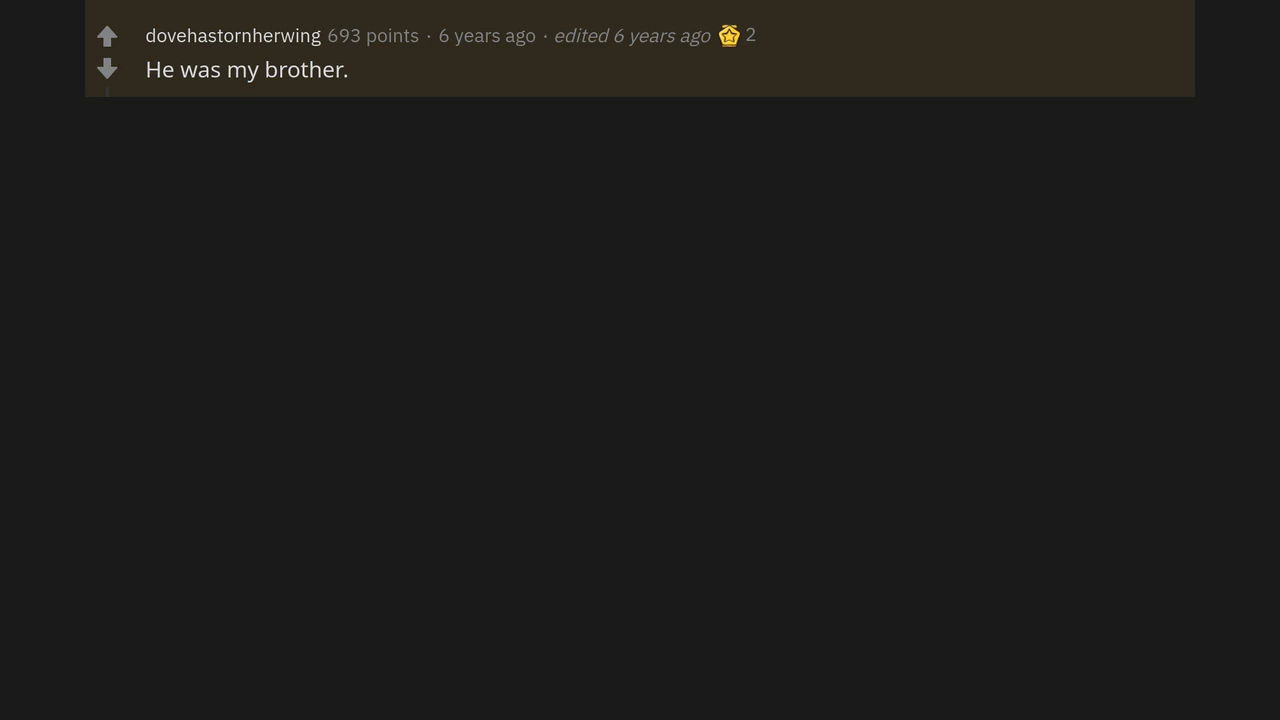 dovehastornherwing 693 points · 6 years ago · edited 6 years ago 2
He was my brother.